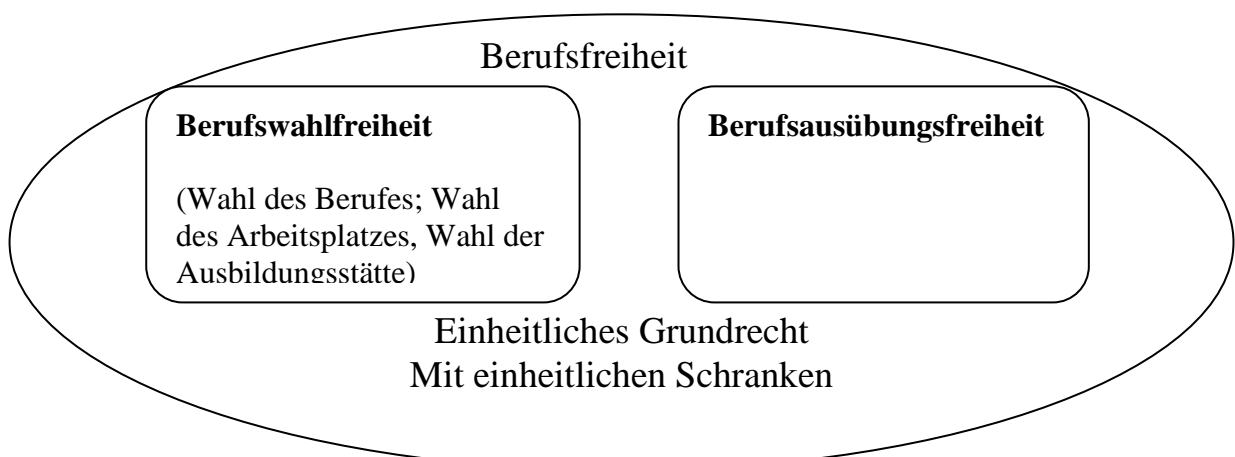 Berufsfreiheit
Berufswahlfreiheit
(Wahl des Berufes; Wahl
des Arbeitsplatzes, Wahl der
Ausbildungsstätte)
Berufsausübungsfreiheit
Einheitliches Grundrecht
Mit einheitlichen Schranken